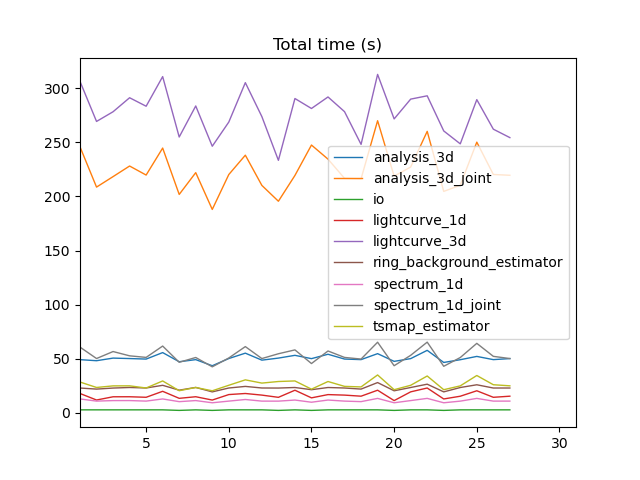 Total time (s)
300
250
200
150
100
50
0
analysis_3d
analysis_3d_joint
io
lightcurve_1d
lightcurve_3d
ring_background_estimator
spectrum_1d
spectrum_1d_joint
tsmap_estimator
5 10 15 20 25 30